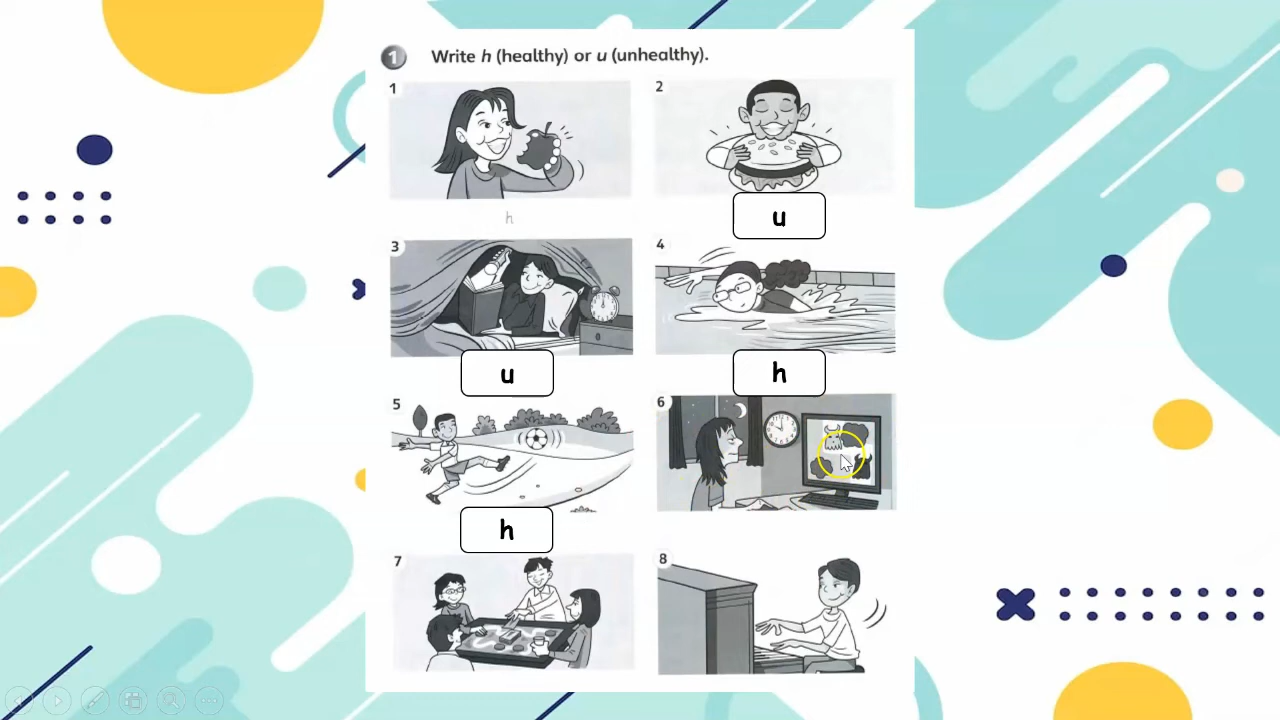 1 Write h (healthy) or u (unhealthy).
1
2
h
u
3
4
u
h
5
6
h
7
8